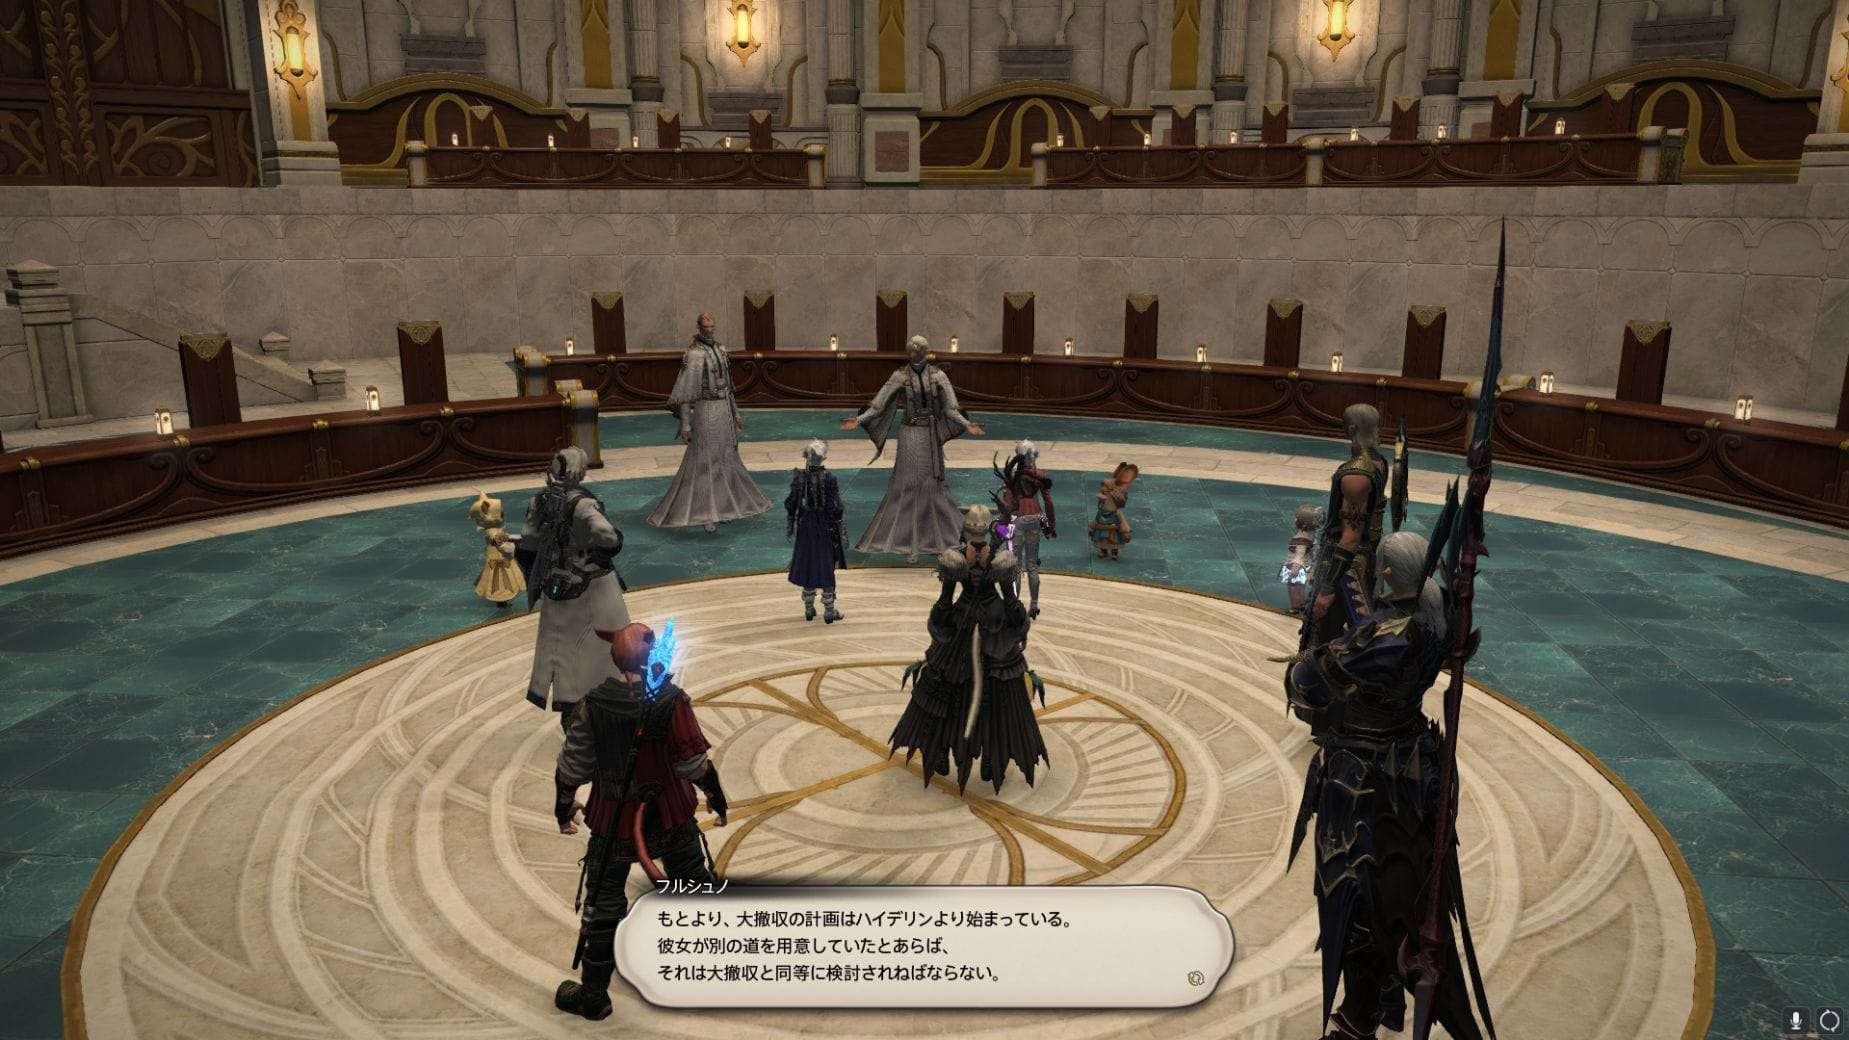 フルシュノ
もとより、大撤収の計画はハイデリンより始まっている。
彼女が別の道を用意していたとあらば、
それは大撤収と同等に検討されねばならない。